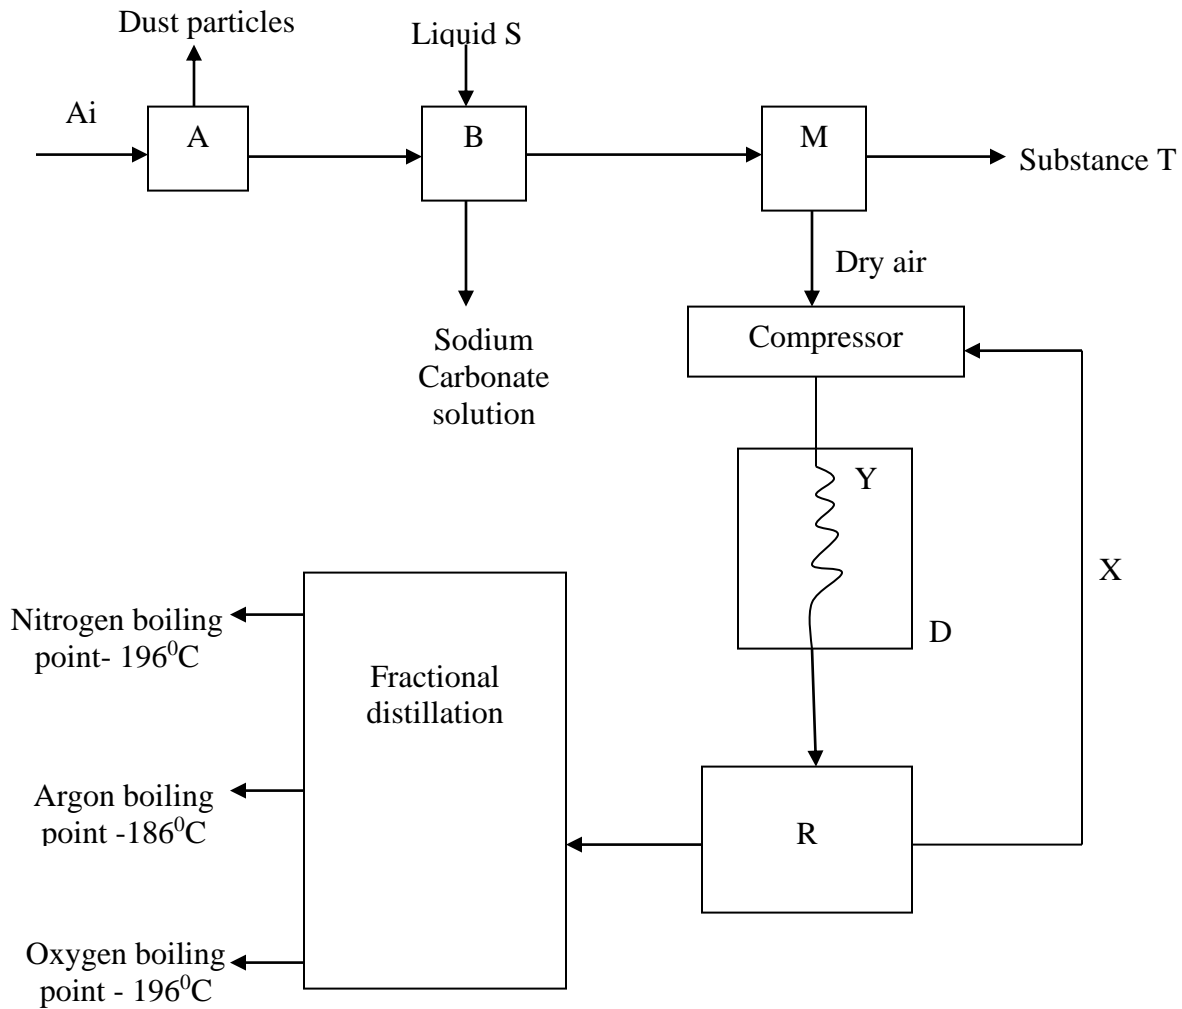 Dust particles
Liquid S
Ai
A
B
M
Substance T
Dry air
Compressor
Sodium
Carbonate
solution
Y
X
D
Nitrogen boiling
point- 196⁰C
Fractional
distillation
Argon boiling
point -186⁰C
R
Oxygen boiling
point - 196⁰C